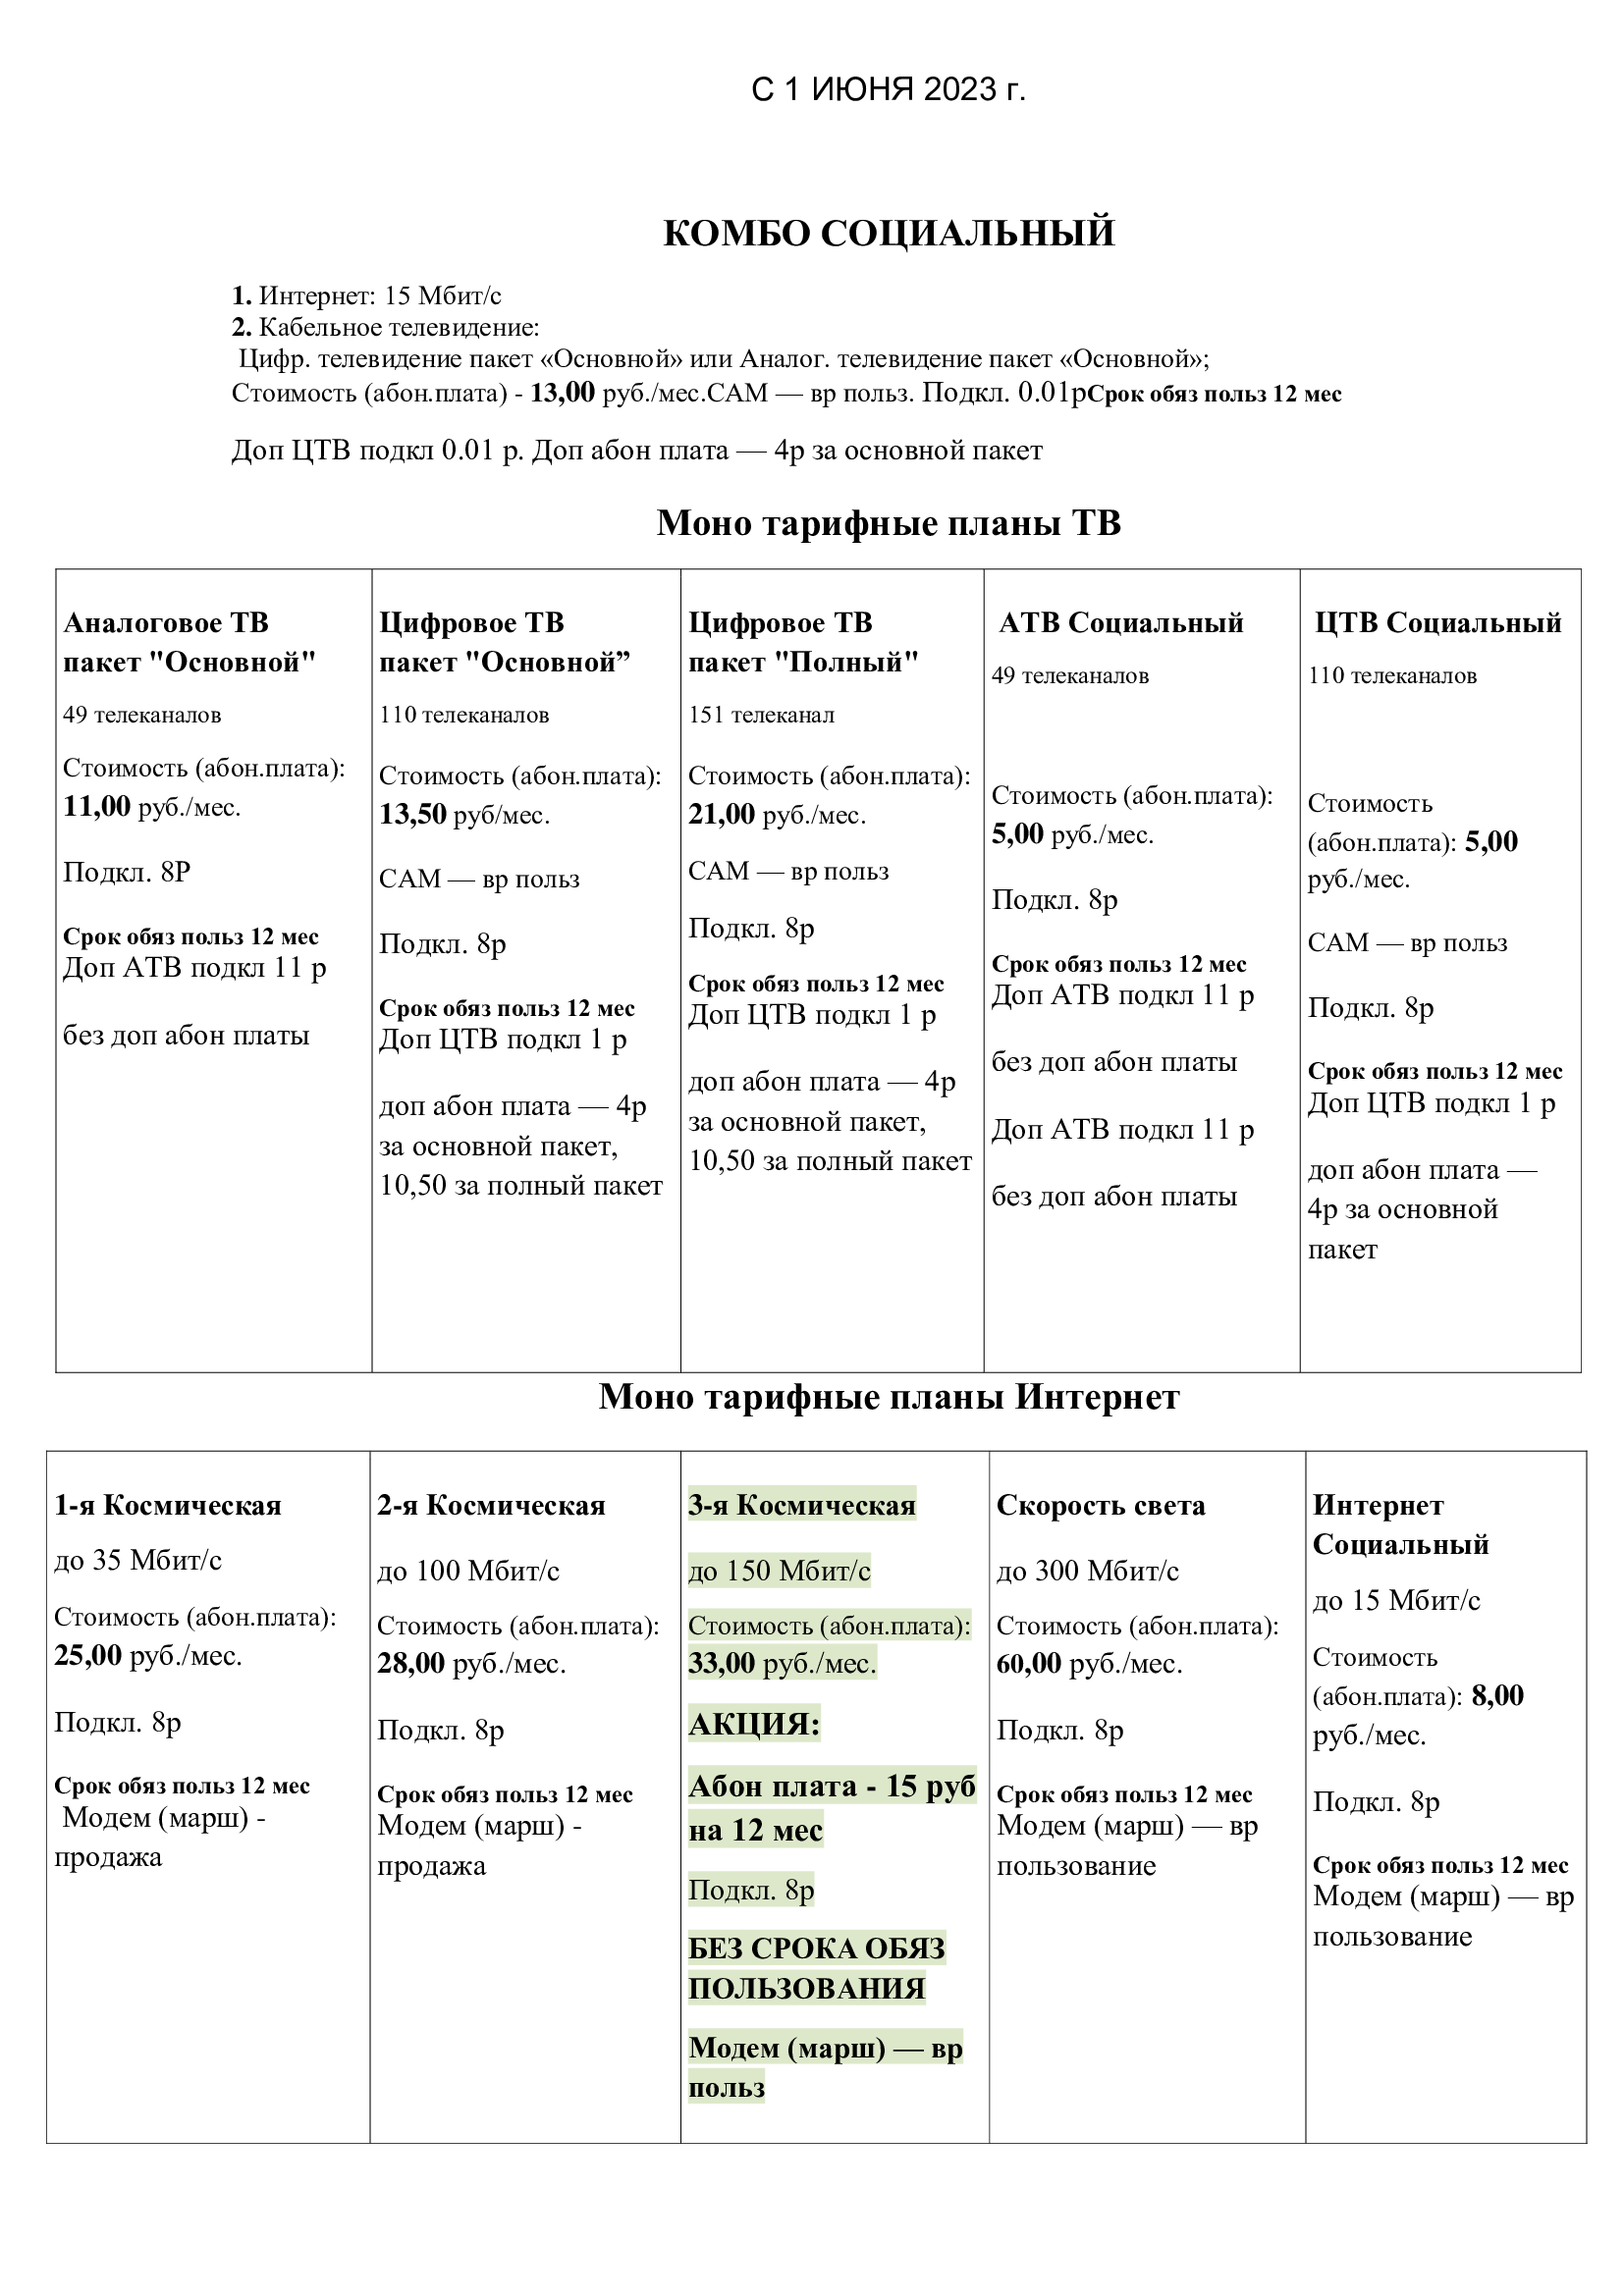 С 1 ИЮНЯ 2023 г.
КОМБО СОЦИАЛЬНЫЙ
1. Интернет: 15 Мбит/с
2. Кабельное телевидение:
Цифр. телевидение пакет «Основной» или Аналог. телевидение пакет «Основной»;
Стоимость (абон.плата) - 13,00 руб./мес.САМ — вр польз. Подкл. 0.01рСрок обяз польз 12 мес
Доп ЦТВ подкл 0.01 р. Доп абон плата — 4р за основной пакет
Моно тарифные планы ТВ
Аналоговое ТВ
пакет "Основной"
49 телеканалов
Стоимость (абон.плата):
11,00 руб./мес.
Подкл. 8Р
Срок обяз польз 12 мес
Доп АТВ подкл 11 р
без доп абон платы
Цифровое ТВ
пакет "Основной”
110 телеканалов
Стоимость (абон.плата):
13,50 руб/мес.
САМ — вр польз
Подкл. 8р
Срок обяз польз 12 мес
Доп ЦТВ подкл 1 р
доп абон плата — 4р
за основной пакет,
10,50 за полный пакет
Цифровое ТВ
пакет "Полный"
151 телеканал
Стоимость (абон.плата):
21,00 руб./мес.
САМ — вр польз
Подкл. 8р
Срок обяз польз 12 мес
Доп ЦТВ подкл 1 р
доп абон плата — 4р
за основной пакет,
10,50 за полный пакет
АТВ Социальный
49 телеканалов
Стоимость (абон.плата):
5,00 руб./мес.
Подкл. 8р
Срок обяз польз 12 мес
Доп АТВ подкл 11 р
без доп абон платы
Доп АТВ подкл 11 р
без доп абон платы
ЦТВ Социальный
110 телеканалов
Стоимость
(абон.плата): 5,00
руб./мес.
САМ — вр польз
Подкл. 8р
Срок обяз польз 12 мес
Доп ЦТВ подкл 1 р
доп абон плата —
4р за основной
пакет
Моно тарифные планы Интернет
1-я Космическая
до 35 Мбит/с
Стоимость (абон.плата):
25,00 руб./мес.
Подкл. 8р
Срок обяз польз 12 мес
Модем (марш) -
продажа
2-я Космическая
до 100 Мбит/с
Стоимость (абон.плата):
28,00 руб./мес.
Подкл. 8р
Срок обяз польз 12 мес
Модем (марш) -
продажа
3-я Космическая
до 150 Мбит/с
Стоимость (абон.плата):
33,00 руб./мес.
АКЦИЯ:
Абон плата - 15 руб
на 12 мес
Подкл. 8р
БЕЗ СРОКА ОБЯЗ
ПОЛЬЗОВАНИЯ
Модем (марш) — вр
польз
Скорость света
до 300 Мбит/с
Стоимость (абон.плата):
60,00 руб./мес.
Подкл. 8р
Срок обяз польз 12 мес
Модем (марш) — вр
пользование
Интернет
Социальный
до 15 Мбит/с
Стоимость
(абон.плата): 8,00
руб./мес.
Подкл. 8р
Срок обяз польз 12 мес
Модем (марш) — вр
пользование